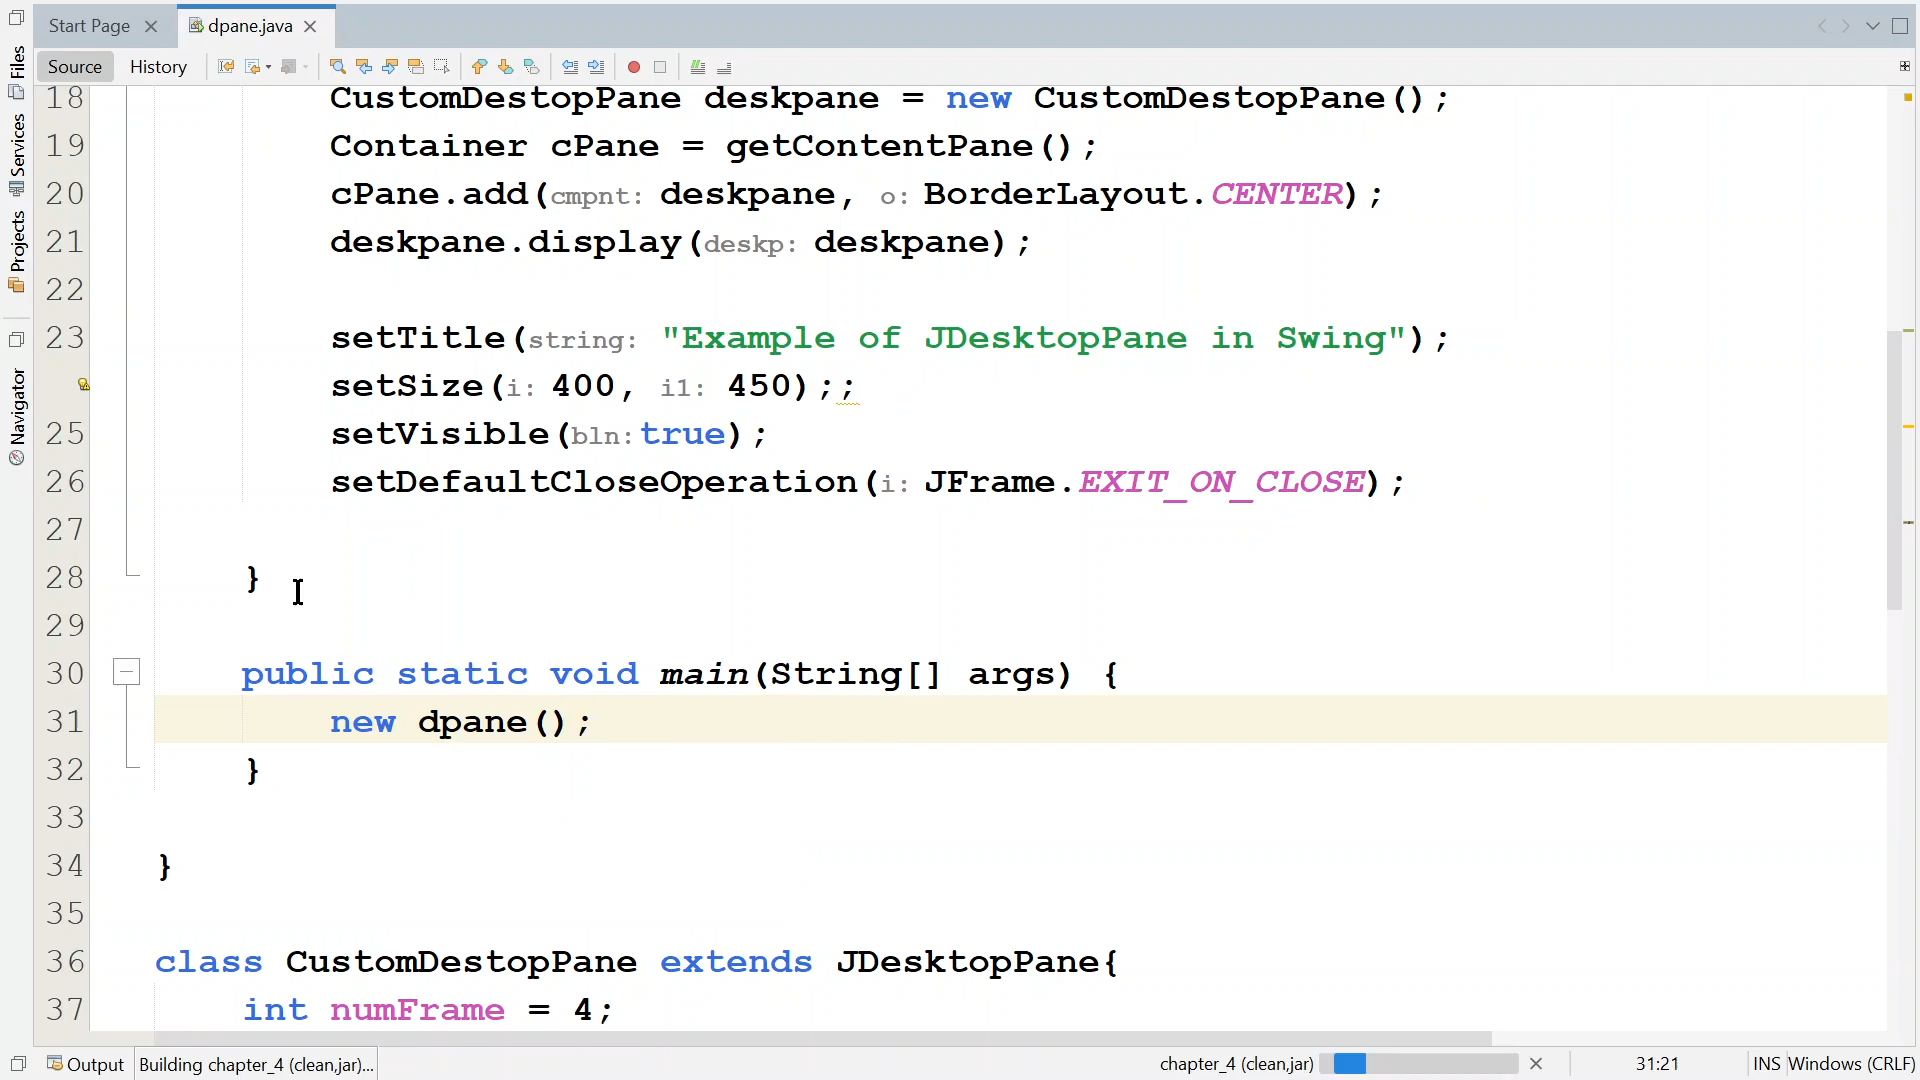 Start Page
dpane.java
Source History
Files
Services
Projects
Navigator
18 CustomDestopPane deskpane = new CustomDestopPane();
19 Container cPane = getContentPane();
20 cPane.add(cmpnt: deskpane, o: BorderLayout.CENTER);
21 deskpane.display(deskp: deskpane);
22
23 setTitle(string: "Example of JDesktopPane in Swing");
setSize(i: 400, i1: 450);;
25 setVisible(bln: true);
26 setDefaultCloseOperation(i: JFrame.EXIT_ON_CLOSE);
27
28 }
29
30 public static void main(String[] args) {
31 new dpane();
32 }
33
34 }
35
36 class CustomDestopPane extends JDesktopPane{
37 int numFrame = 4;
Output Building chapter_4 (clean,jar)... chapter_4 (clean,jar) 31:21 INS Windows (CRLF)